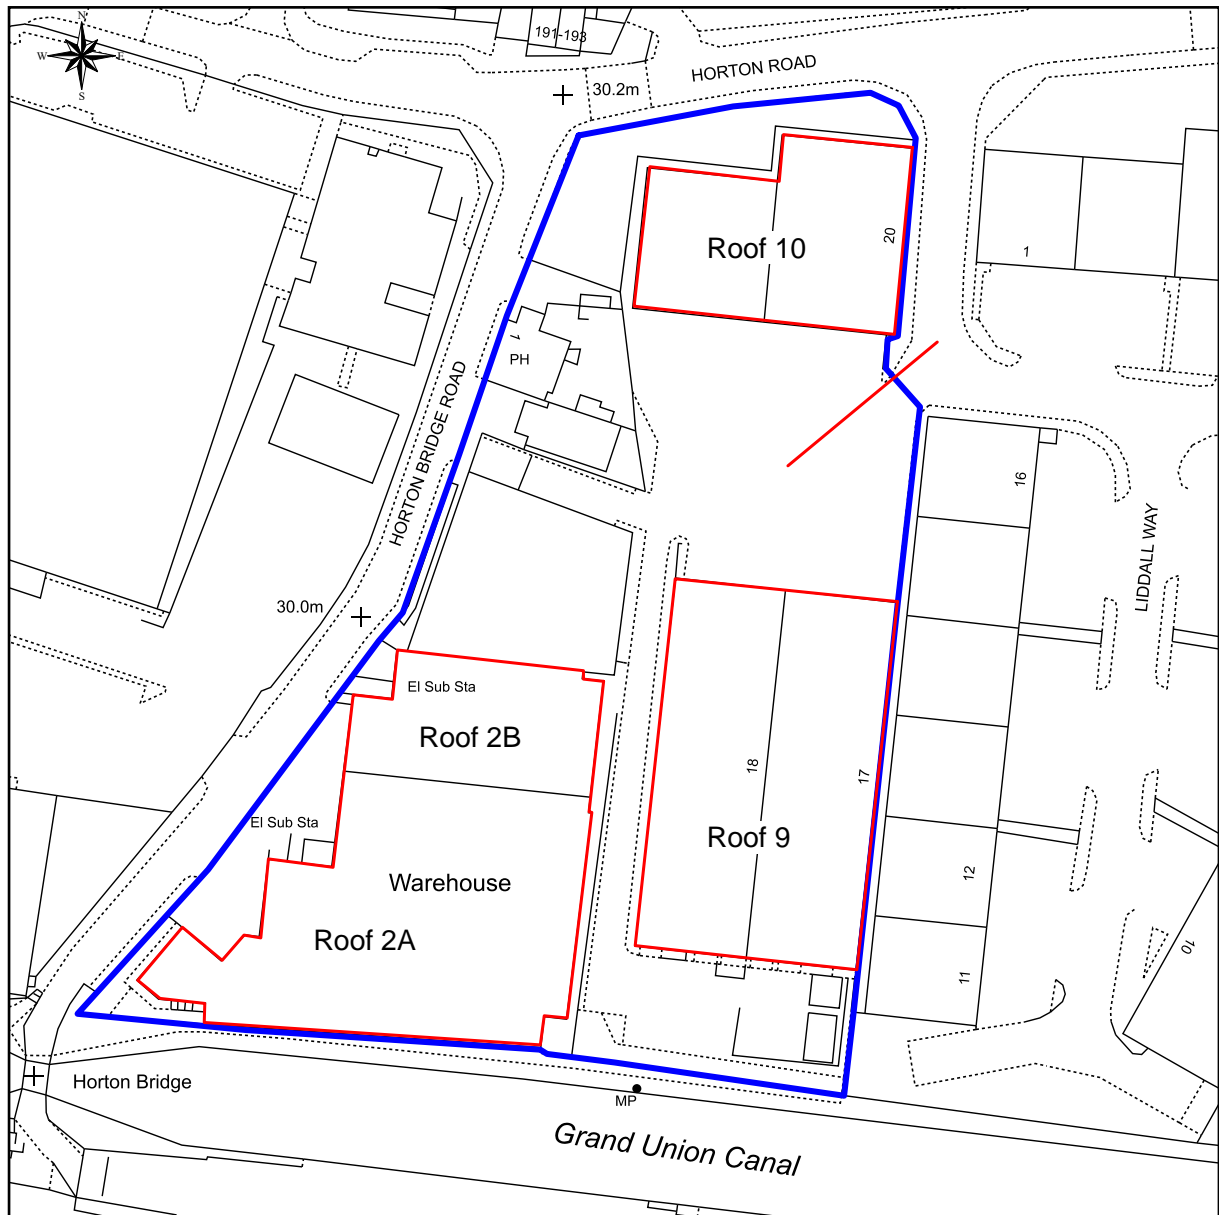 N
W E
S
191-193
HORTON ROAD
30.2m
Roof 10
20
1
PH
HORTON BRIDGE ROAD
16
LIDDALL WAY
30.0m
El Sub Sta
Roof 2B
18
17
El Sub Sta
Roof 9
Warehouse
12
Roof 2A
10
11
Horton Bridge
MP
Grand Union Canal